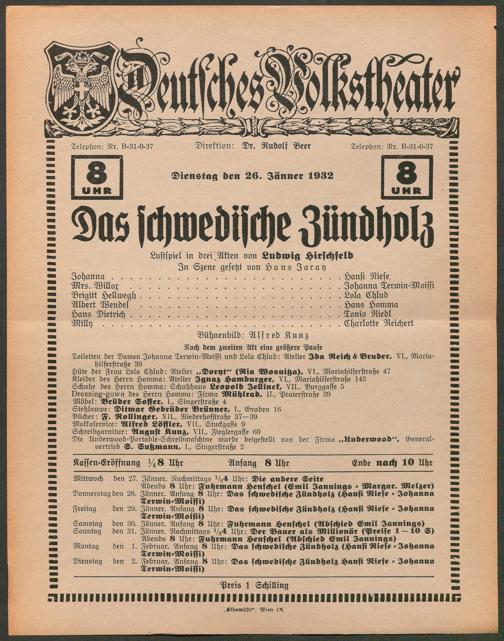 Deutsches Volkstheater
Telephon: Nr. B-31-0-37 Direktion: Dr. Rudolf Beer Telephon: Nr. B-31-0-37
8 UHR Dienstag den 26. Jänner 1932 8 UHR
Das schwedische Zündholz
Lustspiel in drei Akten von Ludwig Hirschfeld
In Szene gesetzt von Hans Jaray
Johanna . . . . . Hansi Niese
Mrs. Willor . . . . . Johanna Terwin-Moissi
Brigitt Hellwegh . . . . . Lola Chlud
Albert Wendel . . . . . Hans Homma
Hans Dietrich . . . . . Tonio Riedl
Milly . . . . . Charlotte Reichert
Bühnenbild: Alfred Kunz
Nach dem zweiten Akt eine größere Pause
Toiletten der Damen Johanna Terwin-Moissi und Lola Chlud: Atelier Ida Reich & Bruder, VI., Maria-
hilferstraße 39
Hüte der Frau Lola Chlud: Atelier „Doryt“ (Ria Wosnitza), VI., Mariahilferstraße 47
Kleider des Herrn Homma: Atelier Ignaz Hamburger, VI., Mariahilferstraße 143
Schuhe des Herrn Homma: Schuhhaus Leopold Jellinek, VII., Burggasse 5
Dressing-gown des Herrn Homma: Firma Mühlrad, II., Praterstraße 39
Möbel: Brüder Soffer, I., Singerstraße 4
Stehlampe: Ditmar Gebrüder Brünner, I., Graben 16
Bücher: F. Rollinger, XII., Niederhofstraße 37—39
Mokkaservice: Alfred Löffler, VII., Stuckgasse 9
Schreibgarnitur: August Kunz, VII., Zieglergasse 69
Die Underwood-Portable-Schreibmaschine wurde beigestellt von der Firma „Underwood“, General-
vertrieb S. Sußmann, I., Singerstraße 2
Kassen-Eröffnung ¼8 Uhr Anfang 8 Uhr Ende nach 10 Uhr
Mittwoch den 27. Jänner. Nachmittags ¼4 Uhr: Die andere Seite
Abends 8 Uhr: Fuhrmann Henschel (Emil Jannings - Margar. Melzer)
Donnerstag den 28. Jänner. Anfang 8 Uhr: Das schwedische Zündholz (Hansi Niese - Johanna
Terwin-Moissi)
Freitag den 29. Jänner. Anfang 8 Uhr: Das schwedische Zündholz (Hansi Niese - Johanna
Terwin-Moissi)
Samstag den 30. Jänner. Anfang 8 Uhr: Fuhrmann Henschel (Abschied Emil Jannings)
Sonntag den 31. Jänner. Nachmittags ¼4 Uhr: Der Bauer als Millionär (Preise 1—10 S)
Abends 8 Uhr: Fuhrmann Henschel (Abschied Emil Jannings)
Montag den 1. Februar. Anfang 8 Uhr: Das schwedische Zündholz (Hansi Niese - Johanna
Terwin-Moissi)
Dienstag den 2. Februar. Anfang 8 Uhr: Das schwedische Zündholz Hansi Niese - Johanna
Terwin-Moissi)
Preis 1 Schilling
„Elbemühl“, Wien IX.